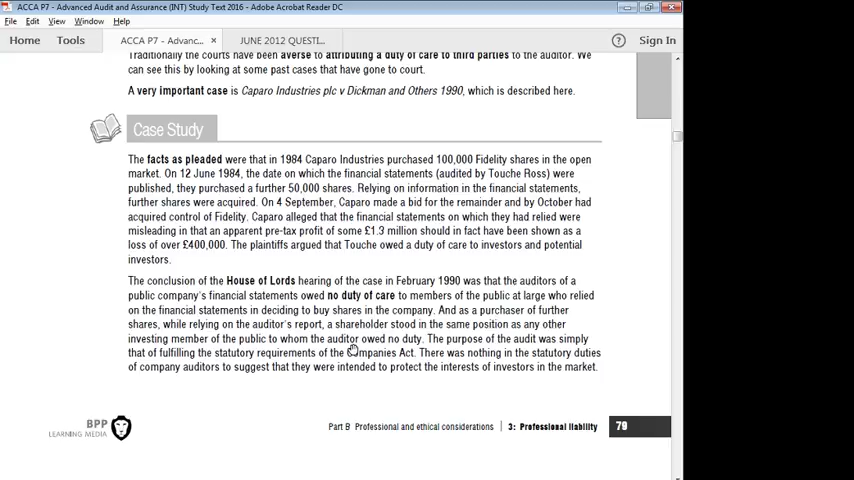 ACCA P7 - Advanced Audit and Assurance (INT) Study Text 2016 - Adobe Acrobat Reader DC
File Edit View Window Help
Home Tools ACCA P7 - Advanc... × JUNE 2012 QUESTI... ? Sign In
Traditionally the courts have been averse to attributing a duty of care to third parties to the auditor. We
can see this by looking at some past cases that have gone to court.
A very important case is Caparo Industries plc v Dickman and Others 1990, which is described here.
Case Study
The facts as pleaded were that in 1984 Caparo Industries purchased 100,000 Fidelity shares in the open
market. On 12 June 1984, the date on which the financial statements (audited by Touche Ross) were
published, they purchased a further 50,000 shares. Relying on information in the financial statements,
further shares were acquired. On 4 September, Caparo made a bid for the remainder and by October had
acquired control of Fidelity. Caparo alleged that the financial statements on which they had relied were
misleading in that an apparent pre-tax profit of some £1.3 million should in fact have been shown as a
loss of over £400,000. The plaintiffs argued that Touche owed a duty of care to investors and potential
investors.
The conclusion of the House of Lords hearing of the case in February 1990 was that the auditors of a
public company's financial statements owed no duty of care to members of the public at large who relied
on the financial statements in deciding to buy shares in the company. And as a purchaser of further
shares, while relying on the auditor's report, a shareholder stood in the same position as any other
investing member of the public to whom the auditor owed no duty. The purpose of the audit was simply
that of fulfilling the statutory requirements of the Companies Act. There was nothing in the statutory duties
of company auditors to suggest that they were intended to protect the interests of investors in the market.
BPP
LEARNING MEDIA
Part B Professional and ethical considerations | 3: Professional liability 79